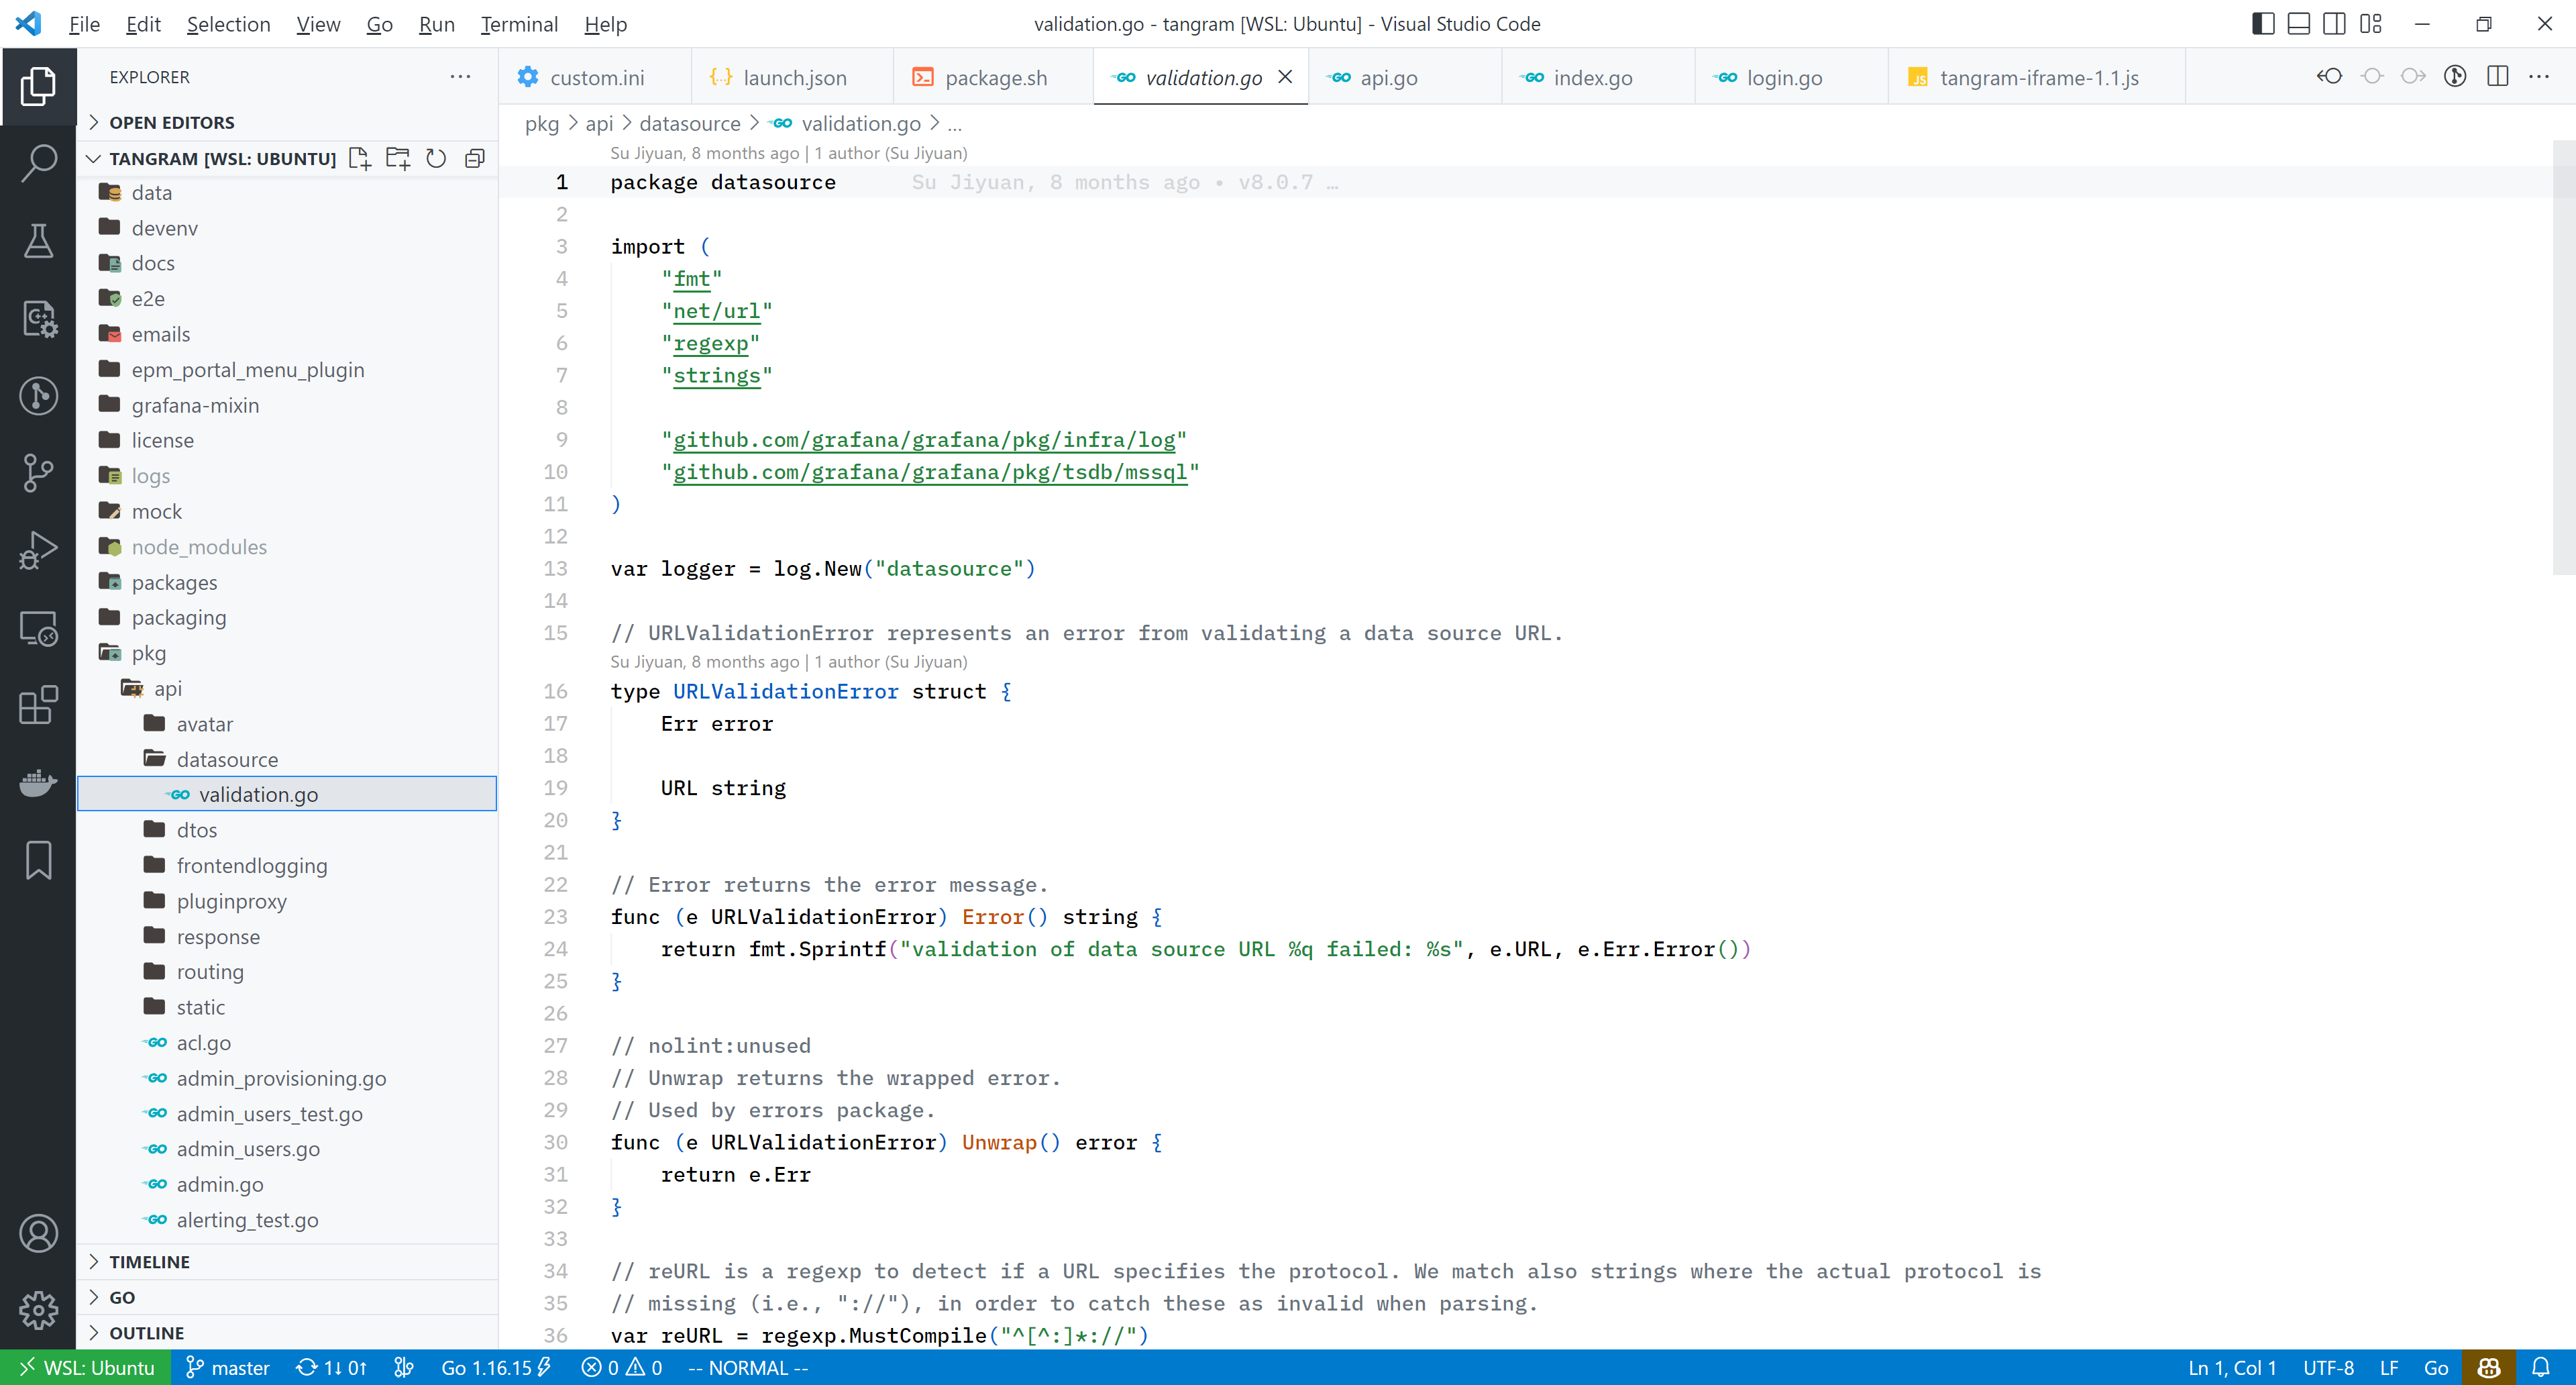 File Edit Selection View Go Run Terminal Help
validation.go - tangram [WSL: Ubuntu] - Visual Studio Code
EXPLORER
OPEN EDITORS
TANGRAM [WSL: UBUNTU]
data
devenv
docs
e2e
emails
epm_portal_menu_plugin
grafana-mixin
license
logs
mock
node_modules
packages
packaging
pkg
api
avatar
datasource
validation.go
dtos
frontendlogging
pluginproxy
response
routing
static
acl.go
admin_provisioning.go
admin_users_test.go
admin_users.go
admin.go
alerting_test.go
TIMELINE
GO
OUTLINE
custom.ini launch.json package.sh validation.go api.go index.go login.go tangram-iframe-1.1.js
pkg > api > datasource > validation.go > ...
Su Jiyuan, 8 months ago | 1 author (Su Jiyuan)
1 package datasource Su Jiyuan, 8 months ago • v8.0.7 …
2
3 import (
4 "fmt"
5 "net/url"
6 "regexp"
7 "strings"
8
9 "github.com/grafana/grafana/pkg/infra/log"
10 "github.com/grafana/grafana/pkg/tsdb/mssql"
11 )
12
13 var logger = log.New("datasource")
14
15 // URLValidationError represents an error from validating a data source URL.
Su Jiyuan, 8 months ago | 1 author (Su Jiyuan)
16 type URLValidationError struct {
17 Err error
18
19 URL string
20 }
21
22 // Error returns the error message.
23 func (e URLValidationError) Error() string {
24 return fmt.Sprintf("validation of data source URL %q failed: %s", e.URL, e.Err.Error())
25 }
26
27 // nolint:unused
28 // Unwrap returns the wrapped error.
29 // Used by errors package.
30 func (e URLValidationError) Unwrap() error {
31 return e.Err
32 }
33
34 // reURL is a regexp to detect if a URL specifies the protocol. We match also strings where the actual protocol is
35 // missing (i.e., "://"), in order to catch these as invalid when parsing.
36 var reURL = regexp.MustCompile("^[^:]*://")
WSL: Ubuntu master 1↓ 0↑ Go 1.16.15 0 0 -- NORMAL -- Ln 1, Col 1 UTF-8 LF Go